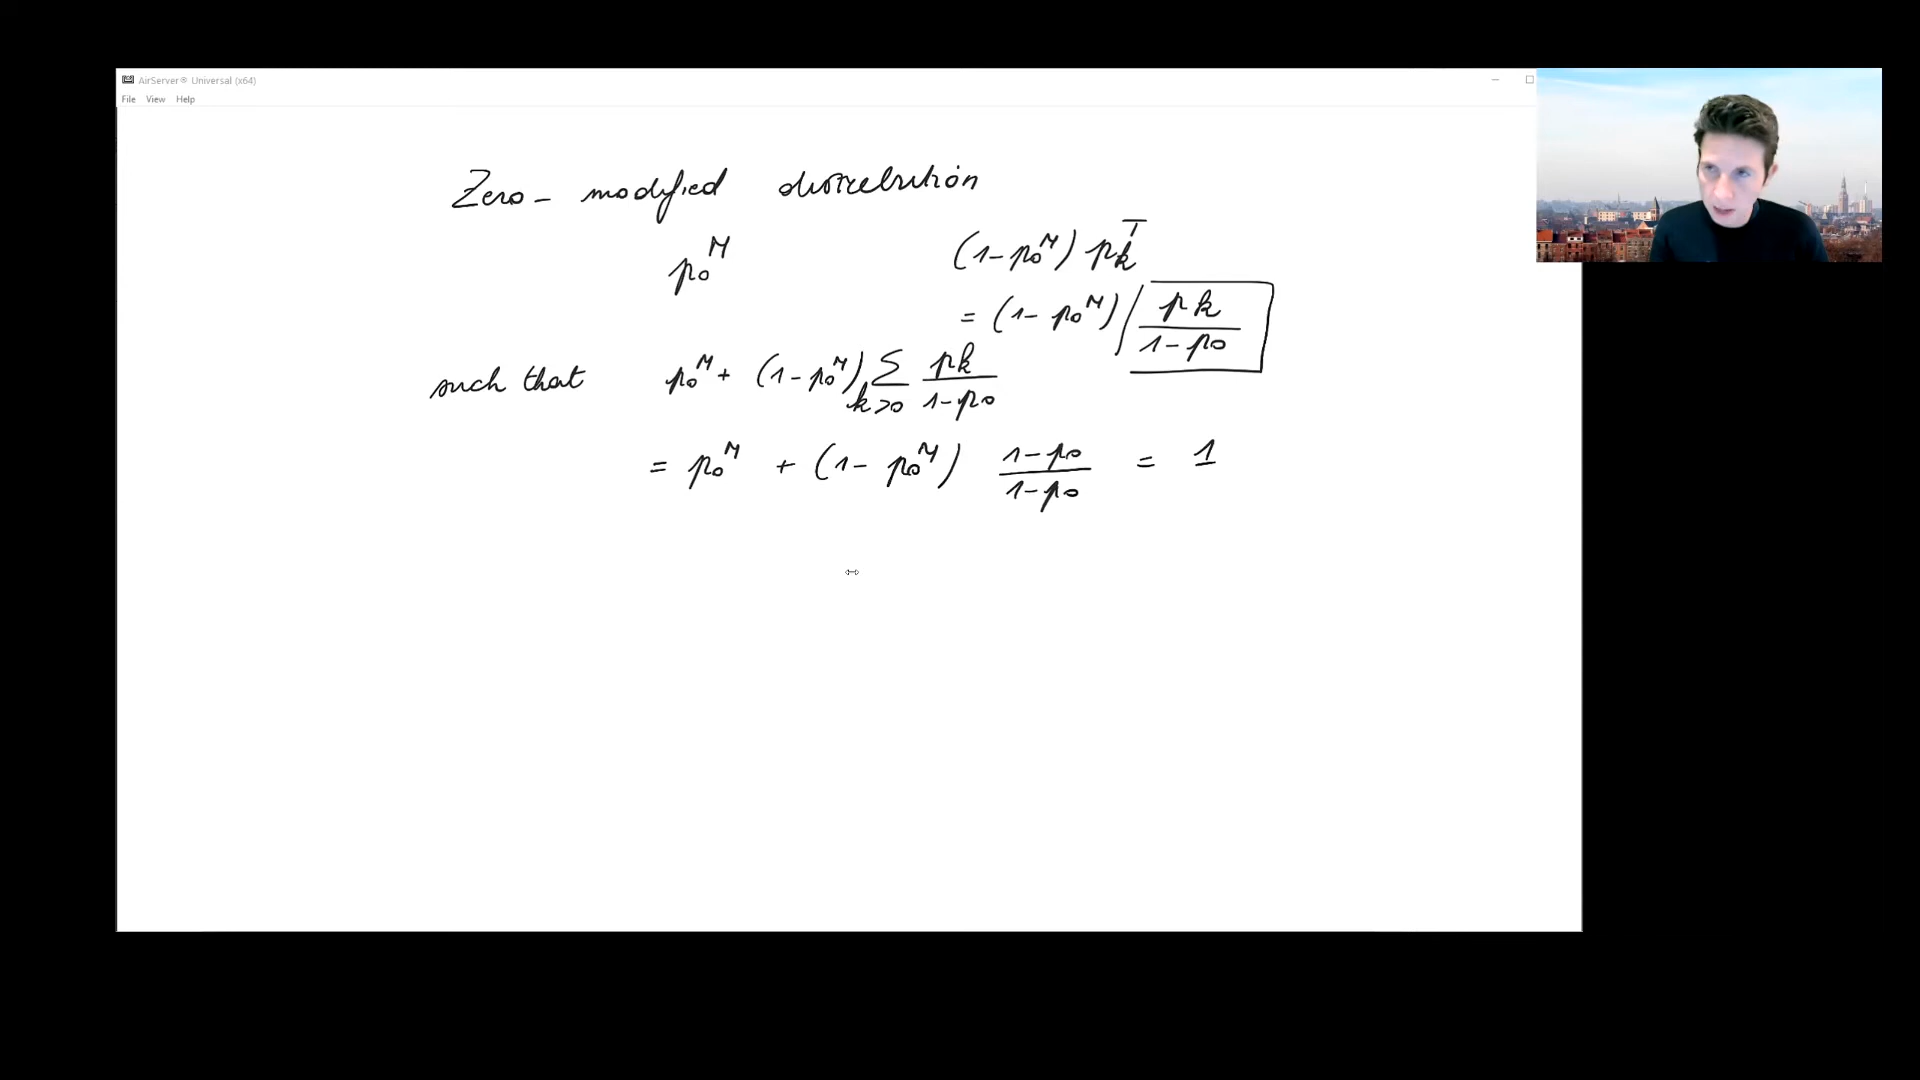 AirServer® Universal (x64)
File View Help
Zero-modified distribution
p₀ᴹ (1-p₀ᴹ) pₖᵀ
= (1-p₀ᴹ) pk/(1-p₀)
such that p₀ᴹ + (1-p₀ᴹ) Σ_{k>0} pk/(1-p₀)
= p₀ᴹ + (1-p₀ᴹ) (1-p₀)/(1-p₀) = 1